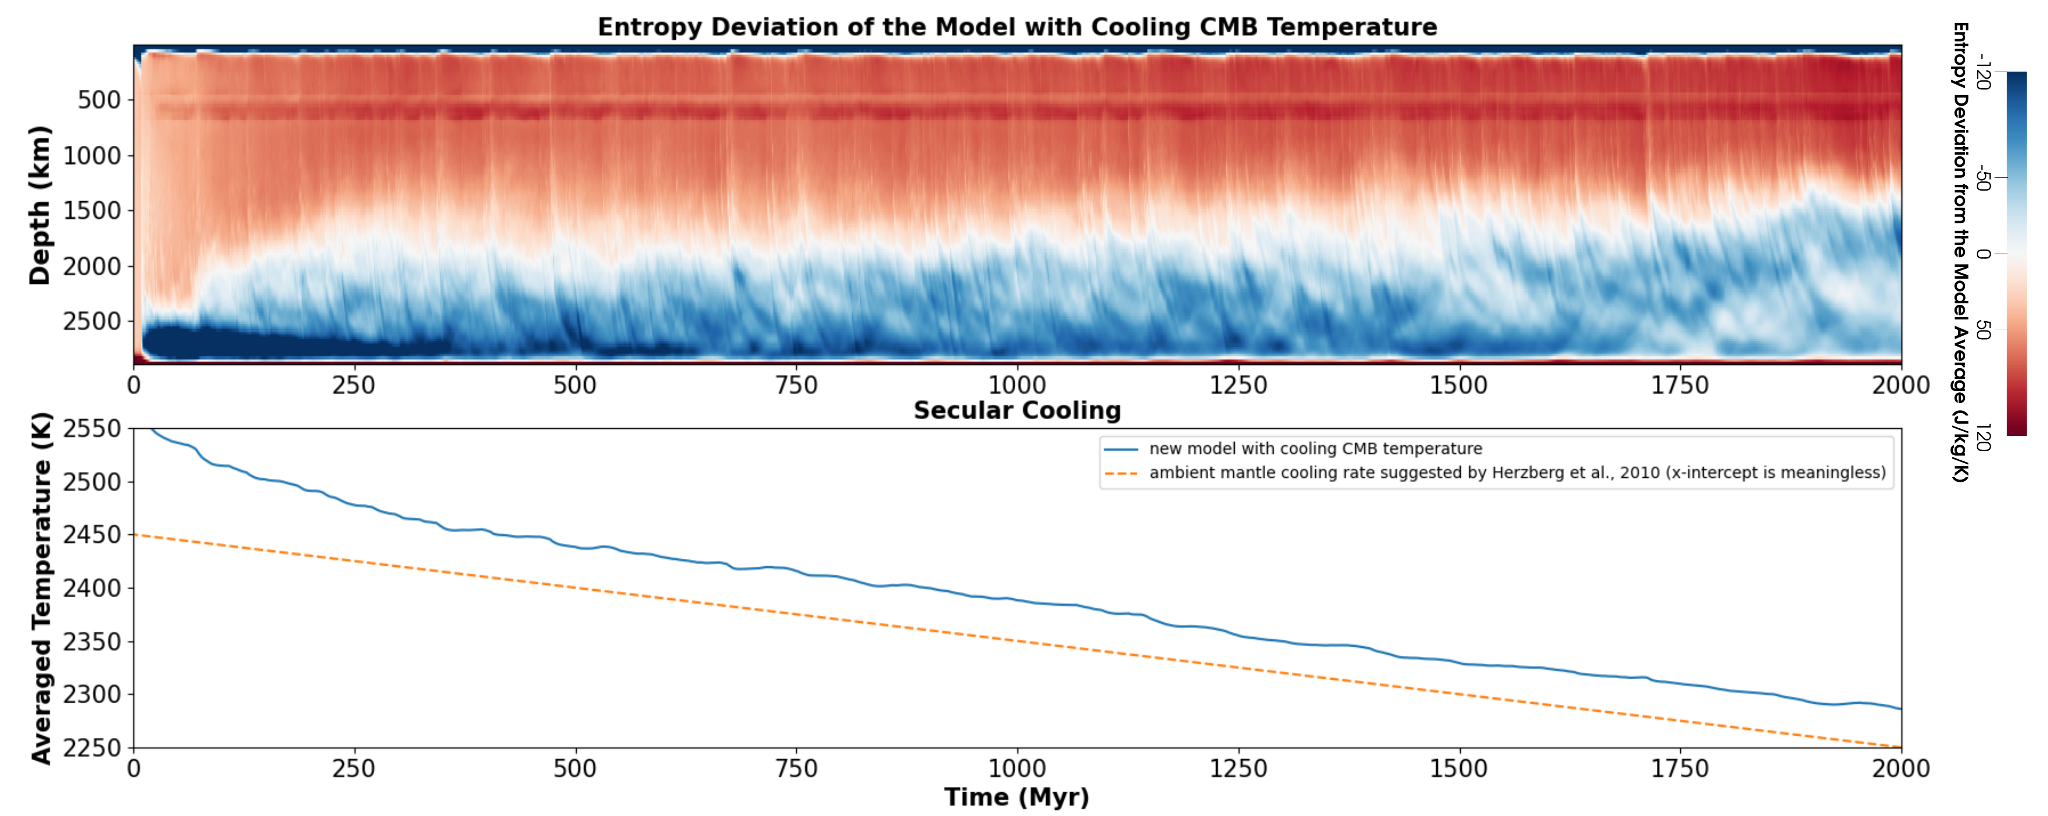 Entropy Deviation of the Model with Cooling CMB Temperature
Depth (km)
500
1000
1500
2000
2500
0 250 500 750 1000 1250 1500 1750 2000
Entropy Deviation from the Model Average (J/kg/K)
-120
-50
0
50
120
Secular Cooling
Averaged Temperature (K)
2550
2500
2450
2400
2350
2300
2250
new model with cooling CMB temperature
ambient mantle cooling rate suggested by Herzberg et al., 2010 (x-intercept is meaningless)
0 250 500 750 1000 1250 1500 1750 2000
Time (Myr)